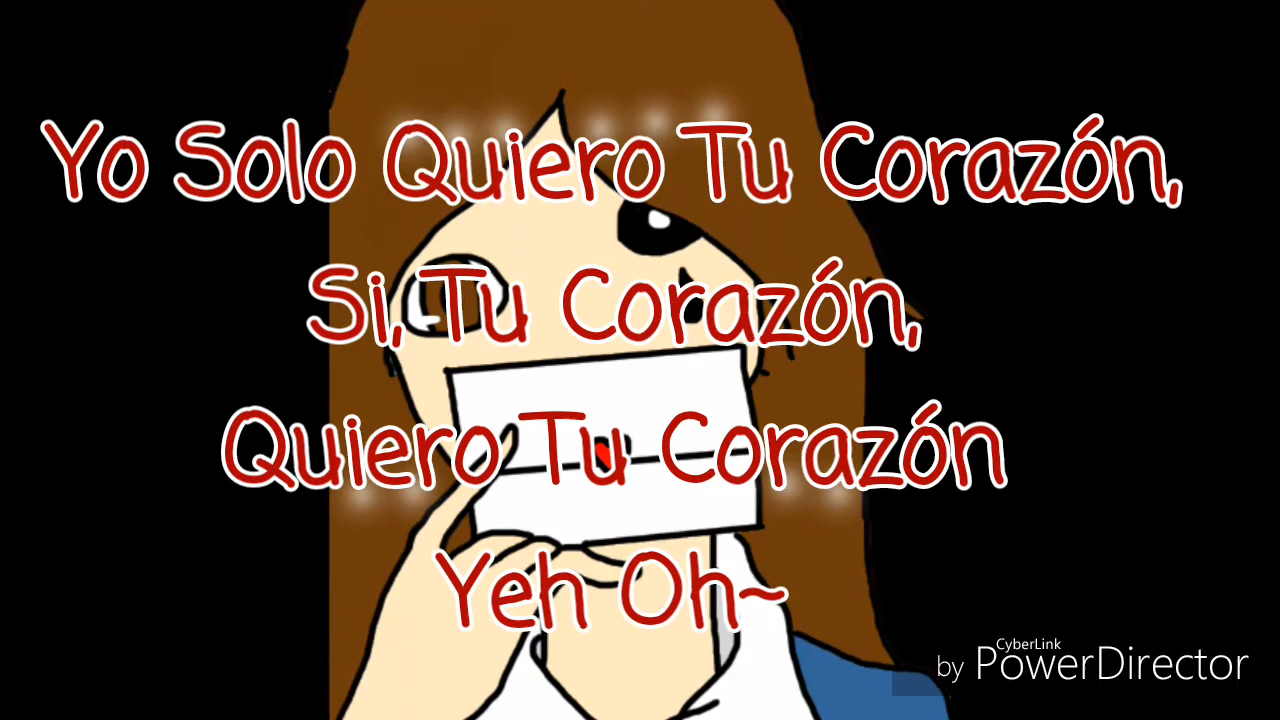 Yo Solo Quiero Tu Corazón,
Si, Tu Corazón,
Quiero Tu Corazón
Yeh Oh~
CyberLink
by PowerDirector